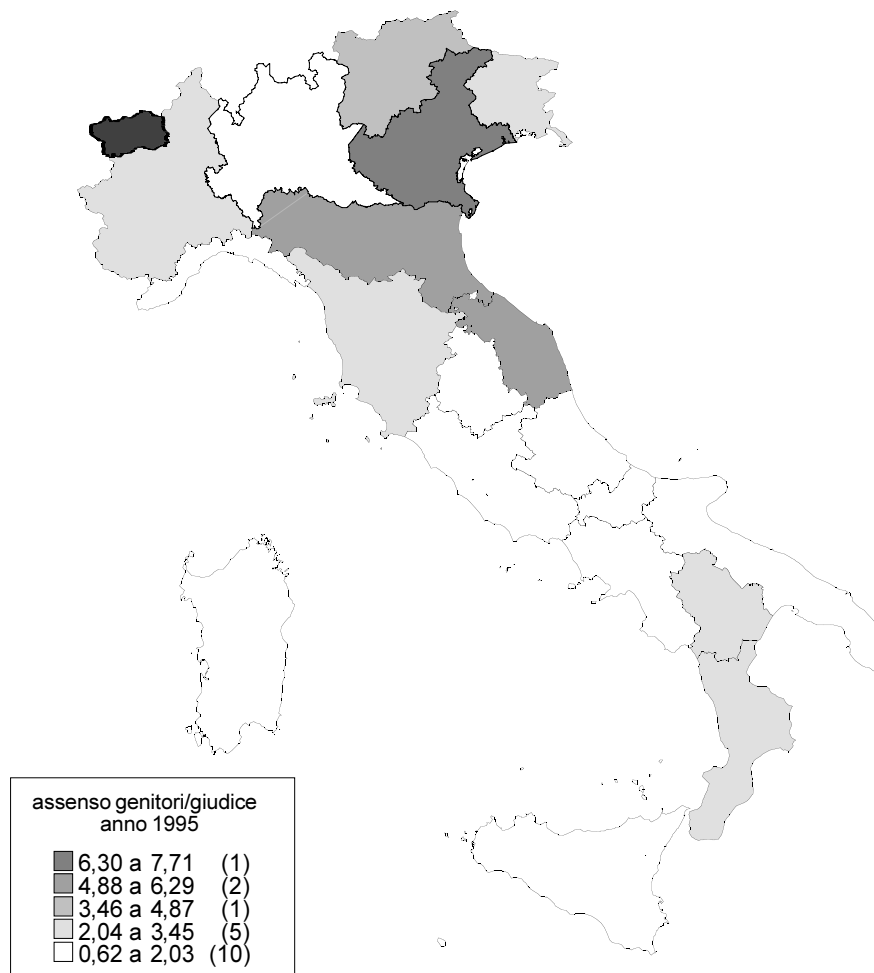 assenso genitori/giudice
anno 1995
6,30 a 7,71 (1)
4,88 a 6,29 (2)
3,46 a 4,87 (1)
2,04 a 3,45 (5)
0,62 a 2,03 (10)